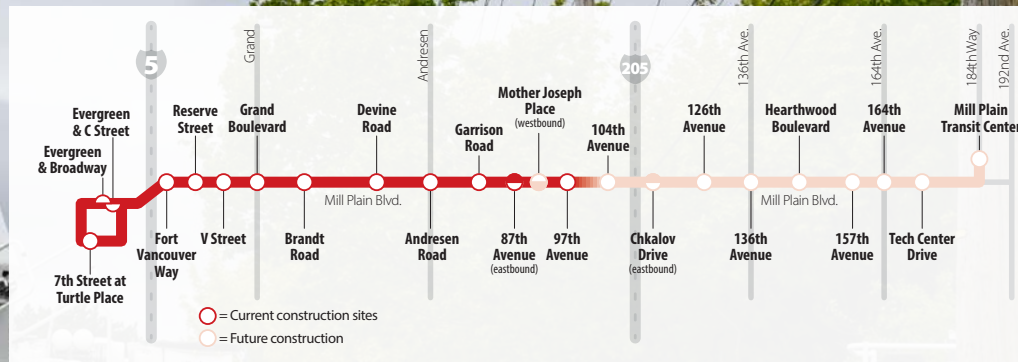 5
Grand
Andresen
205
136th Ave.
164th Ave.
184th Way
192nd Ave.
Evergreen
& C Street
Evergreen
& Broadway
Reserve
Street
Grand
Boulevard
Devine
Road
Garrison
Road
Mother Joseph
Place
(westbound)
104th
Avenue
126th
Avenue
Hearthwood
Boulevard
164th
Avenue
Mill Plain
Transit Center
Mill Plain Blvd.
Mill Plain Blvd.
7th Street at
Turtle Place
Fort
Vancouver
Way
V Street
Brandt
Road
Andresen
Road
87th
Avenue
(eastbound)
97th
Avenue
Chkalov
Drive
(eastbound)
136th
Avenue
157th
Avenue
Tech Center
Drive
= Current construction sites
= Future construction